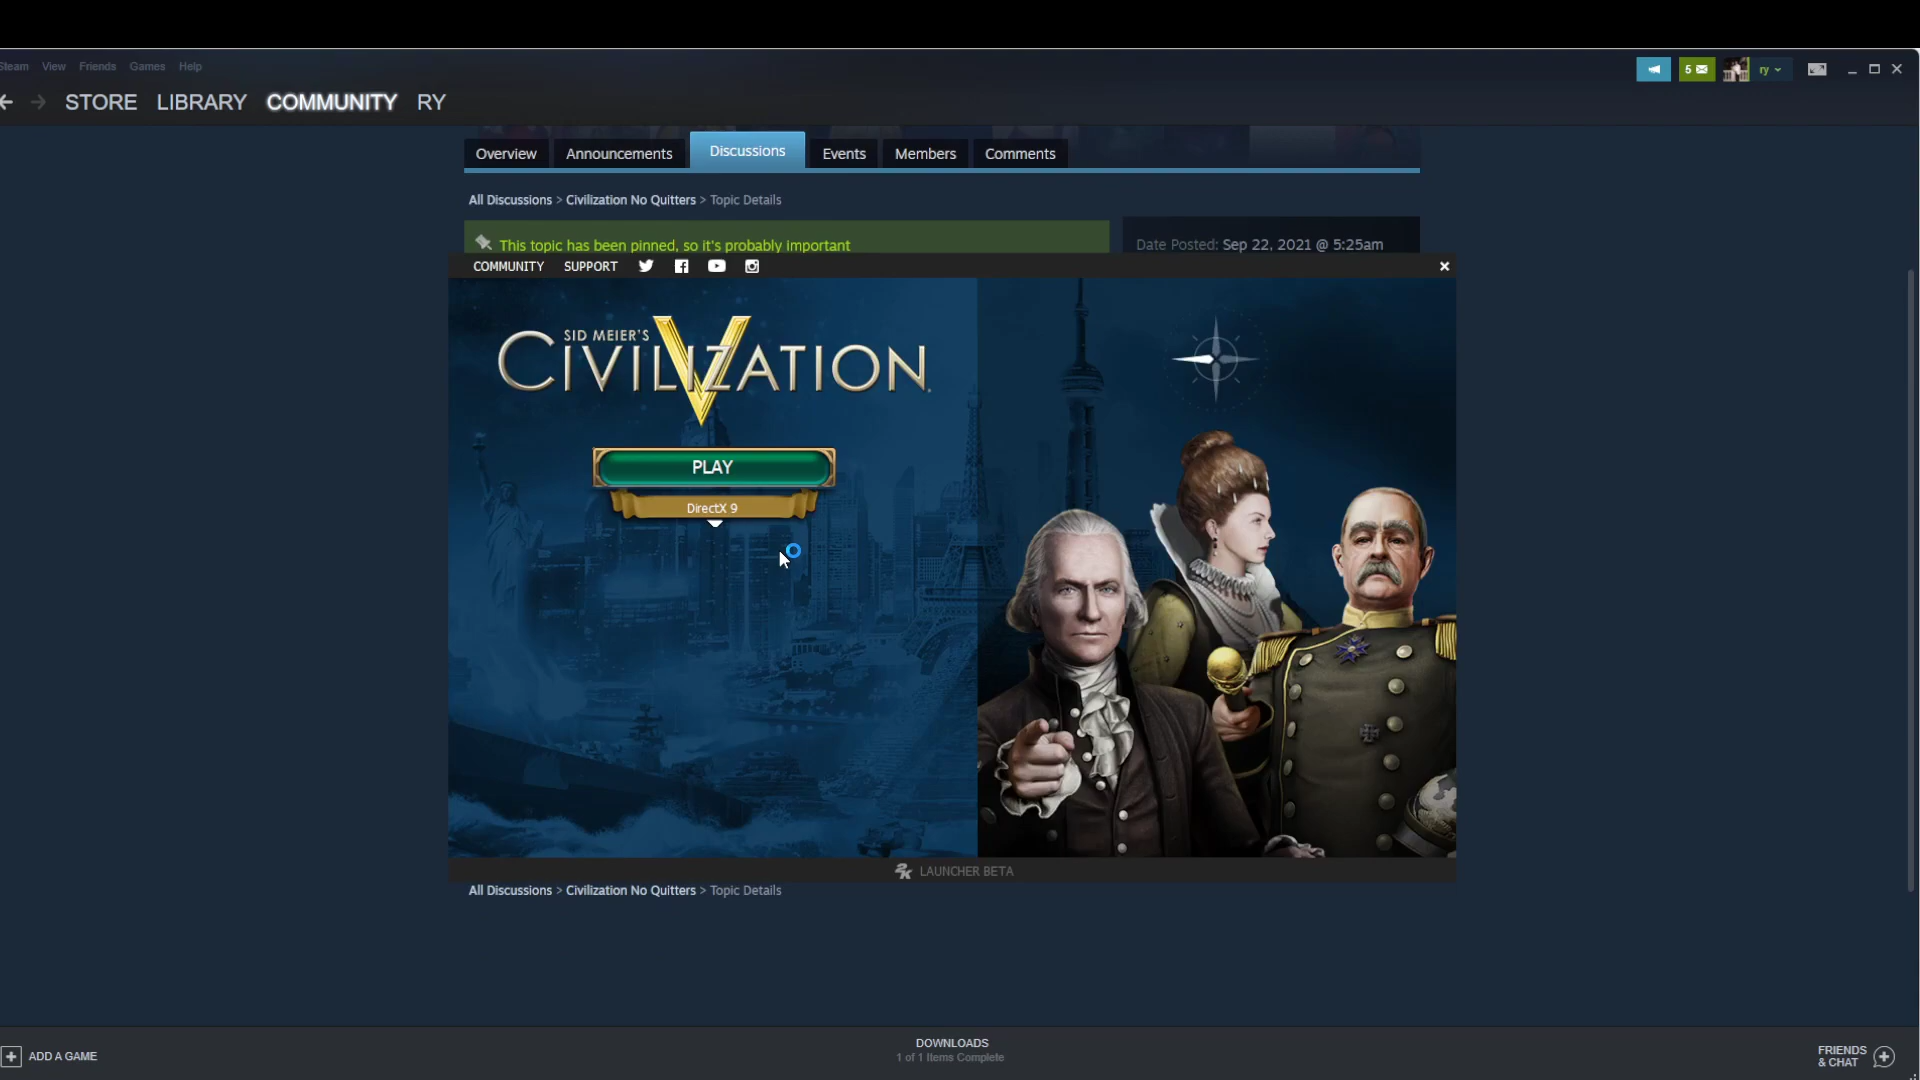 Steam View Friends Games Help
5 ry
STORE LIBRARY COMMUNITY RY
Overview Announcements Discussions Events Members Comments
All Discussions > Civilization No Quitters > Topic Details
This topic has been pinned, so it's probably important
Date Posted: Sep 22, 2021 @ 5:25am
COMMUNITY SUPPORT
SID MEIER'S
CIVILIZATION
V
PLAY
DirectX 9
2K LAUNCHER BETA
All Discussions > Civilization No Quitters > Topic Details
ADD A GAME
DOWNLOADS
1 of 1 Items Complete
FRIENDS
& CHAT